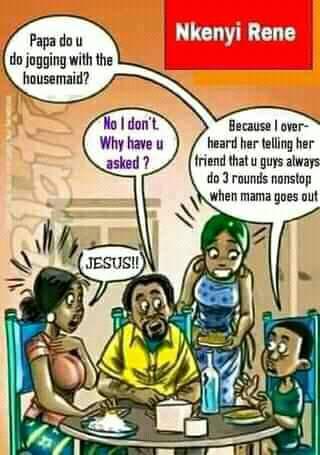 Nkenyi Rene
Papa do u
do jogging with the
housemaid?
No I don't.
Why have u
asked ?
Because I over-
heard her telling her
friend that u guys always
do 3 rounds nonstop
when mama goes out
JESUS!!